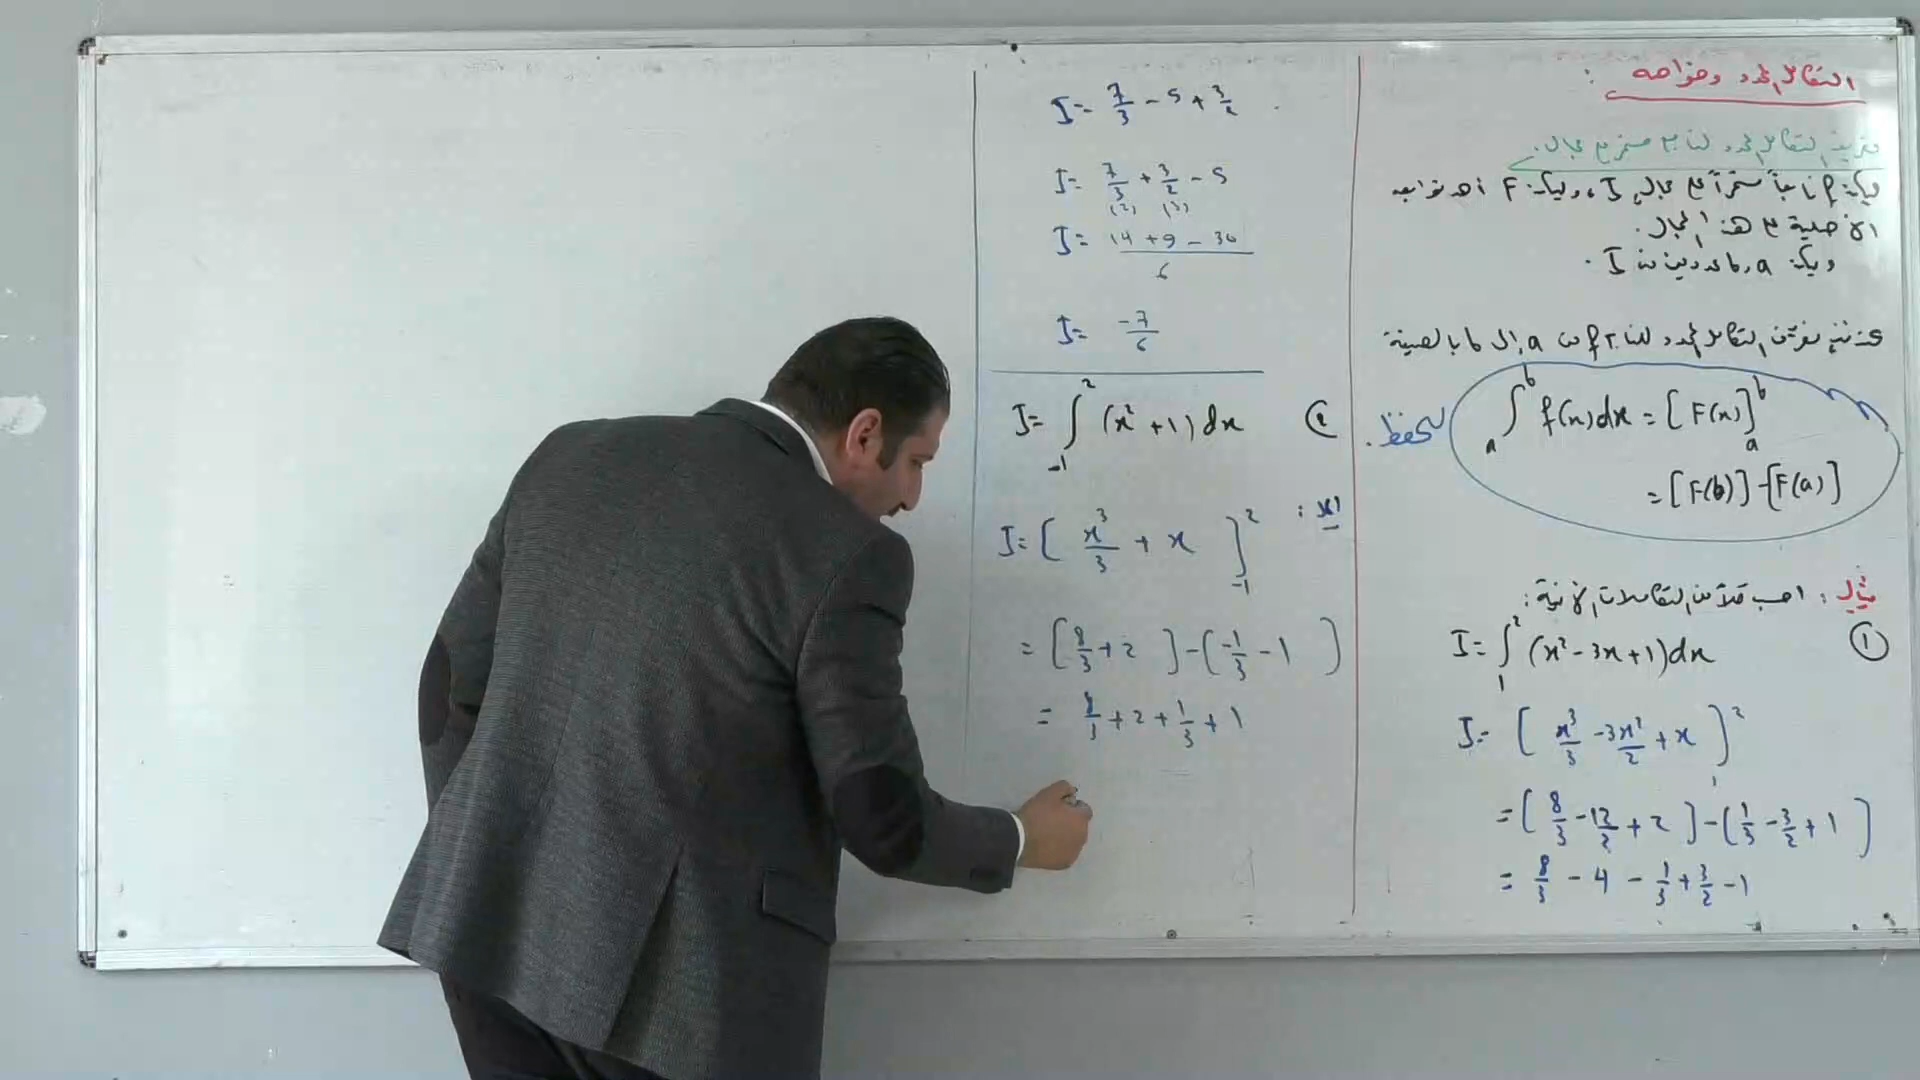 التكامل المحدد وخواصه :
تعريف التكامل المحدد لتابع مستمر على مجال :
ليكن f تابعاً مستمراً على مجال I ، وليكن F أحد توابعه
الأصلية على هذا المجال .
وليكن a , b عددين من I .
عندئذٍ نعرّف التكامل المحدد للتابع f من a إلى b بالصيغة
∫_a^b f(x)dx = [F(x)]_a^b
= [F(b)] - [F(a)]
للحفظ .
مثال : احسب كلاً من التكاملات الآتية :
① I = ∫_1^2 (x² - 3x + 1)dx
I = [x³/3 - 3x²/2 + x]_1^2
= [8/3 - 12/2 + 2] - [1/3 - 3/2 + 1]
= 8/3 - 4 - 1/3 + 3/2 - 1
I = 7/3 - 5 + 3/2 .
I = 7/3 + 3/2 - 5
(2) (3)
I = (14 + 9 - 30)/6
I = -7/6
② I = ∫_-1^2 (x² + 1)dx
الحل :
I = [x³/3 + x]_-1^2
= [8/3 + 2] - [-1/3 - 1]
= 8/3 + 2 + 1/3 + 1